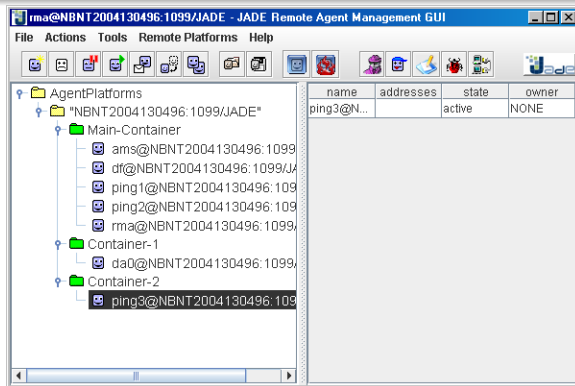 rma@NBNT2004130496:1099/JADE - JADE Remote Agent Management GUI
File Actions Tools Remote Platforms Help
Jade
AgentPlatforms
"NBNT2004130496:1099/JADE"
Main-Container
ams@NBNT2004130496:1099
df@NBNT2004130496:1099/JA
ping1@NBNT2004130496:109
ping2@NBNT2004130496:109
rma@NBNT2004130496:1099/
Container-1
da0@NBNT2004130496:1099/
Container-2
ping3@NBNT2004130496:109
name addresses state owner
ping3@N... active NONE